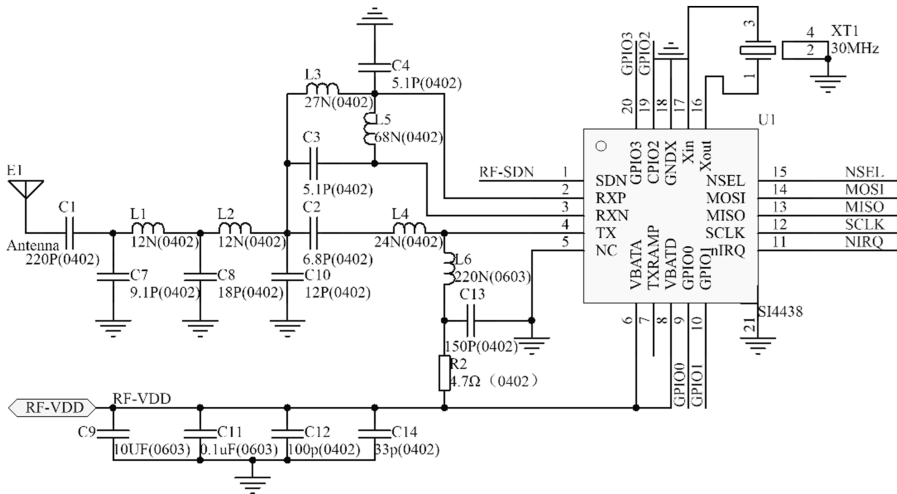 C4
5.1P(0402)
L3
27N(0402)
L5
68N(0402)
C3
5.1P(0402)
E1
Antenna
C1
220P(0402)
L1
12N(0402)
L2
12N(0402)
C2
6.8P(0402)
L4
24N(0402)
C7
9.1P(0402)
C8
18P(0402)
C10
12P(0402)
L6
220N(0603)
C13
150P(0402)
R2
4.7Ω（0402）
RF-VDD
RF-VDD
C9
10UF(0603)
C11
0.1uF(0603)
C12
100p(0402)
C14
33p(0402)
GPIO3
GPIO2
20
19
18
17
16
3
1
4
2
XT1
30MHz
U1
RF-SDN
1
2
3
4
5
SDN
RXP
RXN
TX
NC
GPIO3
CPIO2
GNDX
Xin
Xout
NSEL
MOSI
MISO
SCLK
nIRQ
15
14
13
12
11
NSEL
MOSI
MISO
SCLK
NIRQ
VBATA
TXRAMP
VBATD
GPIO0
GPIO1
6
7
8
9
10
21
SI4438
GPIO0
GPIO1